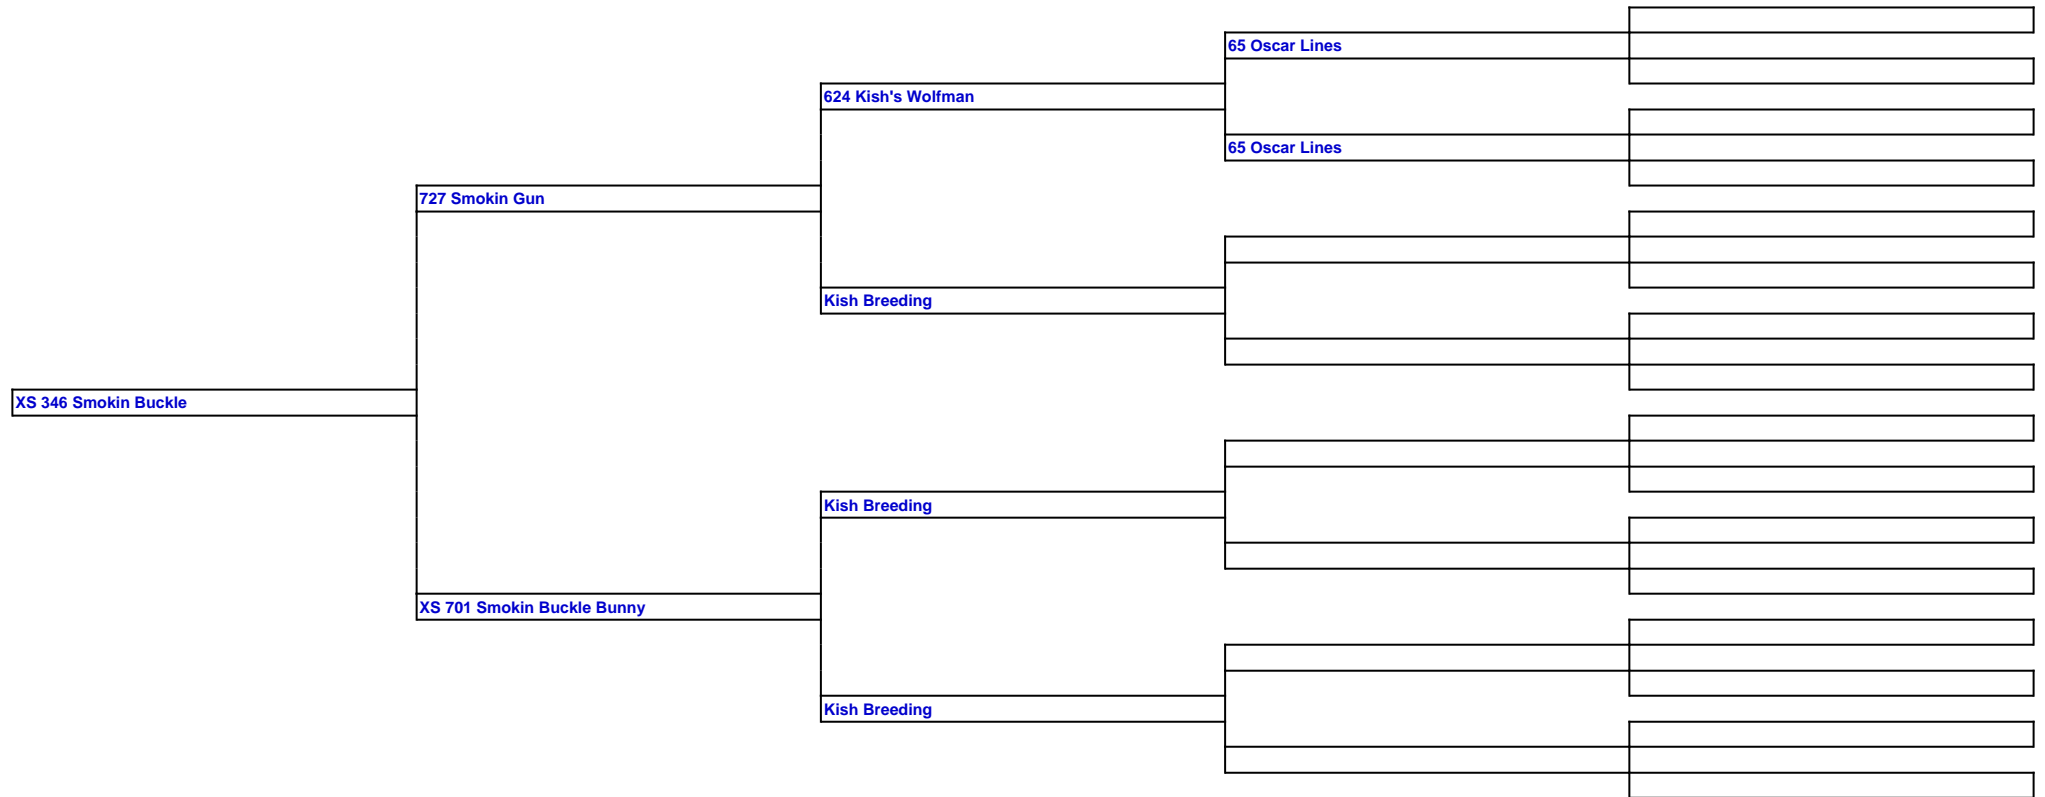 65 Oscar Lines
624 Kish's Wolfman
65 Oscar Lines
727 Smokin Gun
Kish Breeding
XS 346 Smokin Buckle
Kish Breeding
XS 701 Smokin Buckle Bunny
Kish Breeding